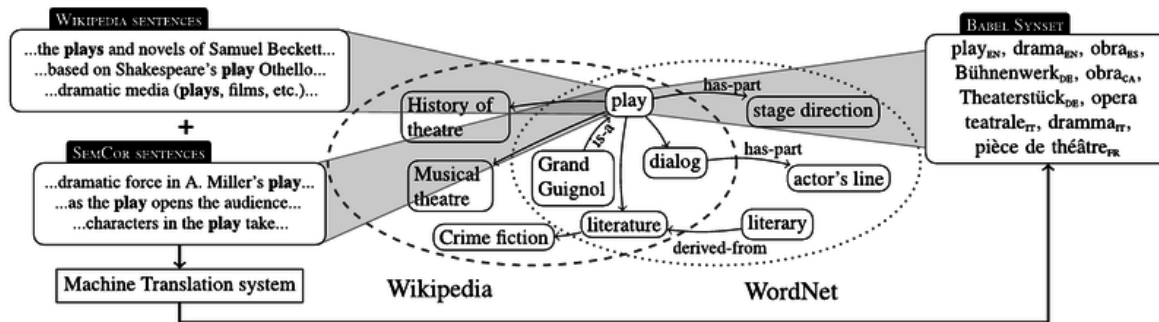 WIKIPEDIA SENTENCES
...the plays and novels of Samuel Beckett...
...based on Shakespeare's play Othello...
...dramatic media (plays, films, etc.)...
+
SEMCOR SENTENCES
...dramatic force in A. Miller's play...
...as the play opens the audience...
...characters in the play take...
Machine Translation system
History of
theatre
Musical
theatre
Crime fiction
play
is-a
Grand
Guignol
literature
dialog
has-part
stage direction
has-part
actor's line
literary
derived-from
Wikipedia
WordNet
BABEL SYNSET
playEN, dramaEN, obraES,
BühnenwerkDE, obraCA,
TheaterstückDE, opera
teatraleIT, drammaIT,
pièce de théâtreFR